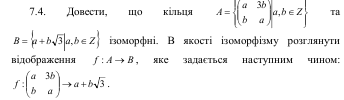 7.4. Довести, що кільця A = {(a 3b
b a) | a,b ∈ Z} та
B = {a + b√3 | a,b ∈ Z} ізоморфні. В якості ізоморфізму розглянути
відображення f : A → B, яке задається наступним чином:
f : (a 3b
b a) → a + b√3.